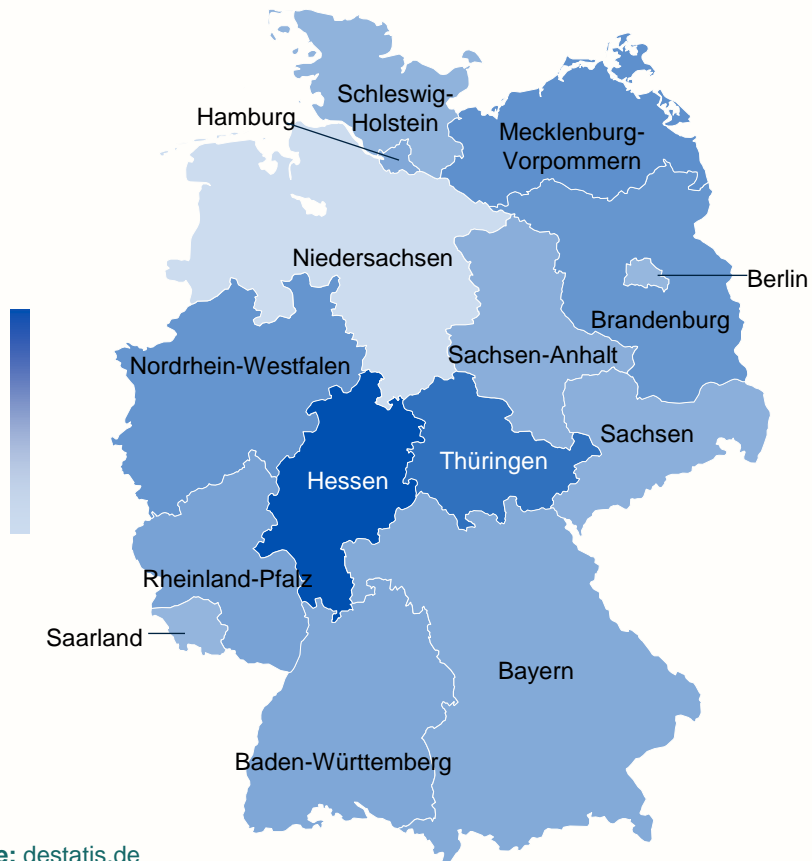 Schleswig-
Holstein
Hamburg
Mecklenburg-
Vorpommern
Niedersachsen
Berlin
Brandenburg
Nordrhein-Westfalen
Sachsen-Anhalt
Sachsen
Thüringen
Hessen
Rheinland-Pfalz
Saarland
Bayern
Baden-Württemberg
e: destatis.de